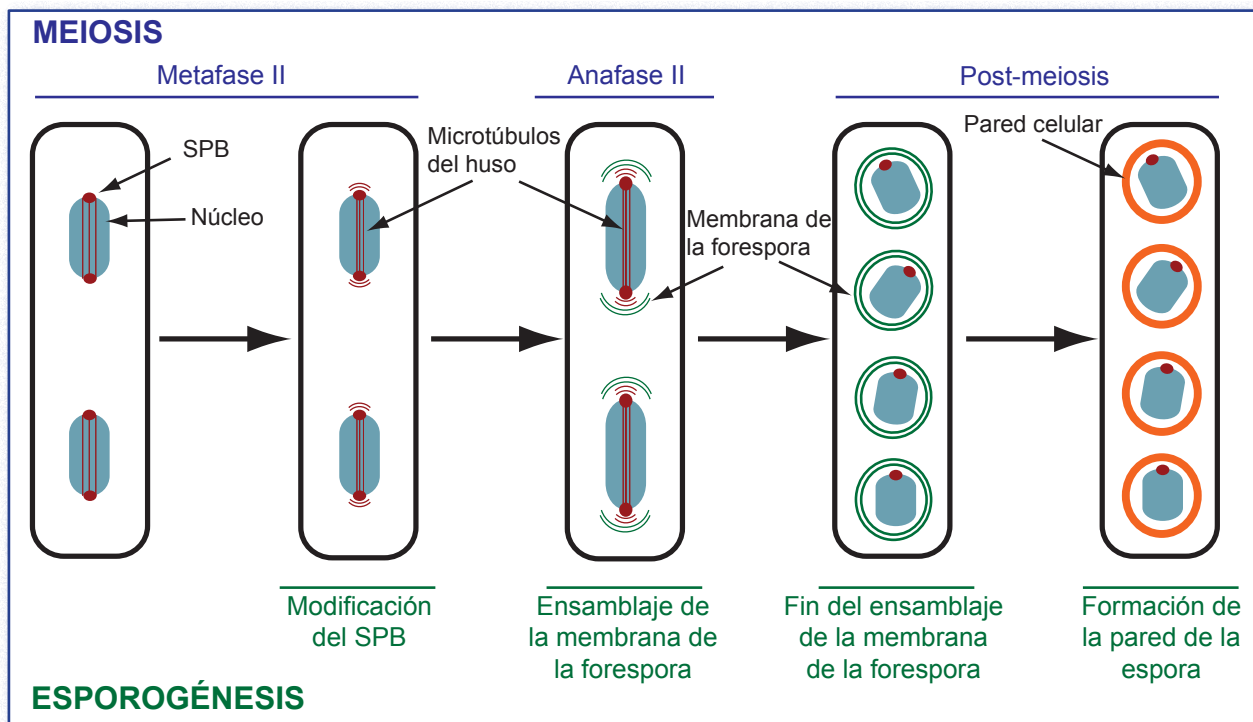 MEIOSIS
Metafase II
Anafase II
Post-meiosis
SPB
Núcleo
Microtúbulos
del huso
Membrana de
la forespora
Pared celular
Modificación
del SPB
Ensamblaje de
la membrana de
la forespora
Fin del ensamblaje
de la membrana
de la forespora
Formación de
la pared de la
espora
ESPOROGÉNESIS